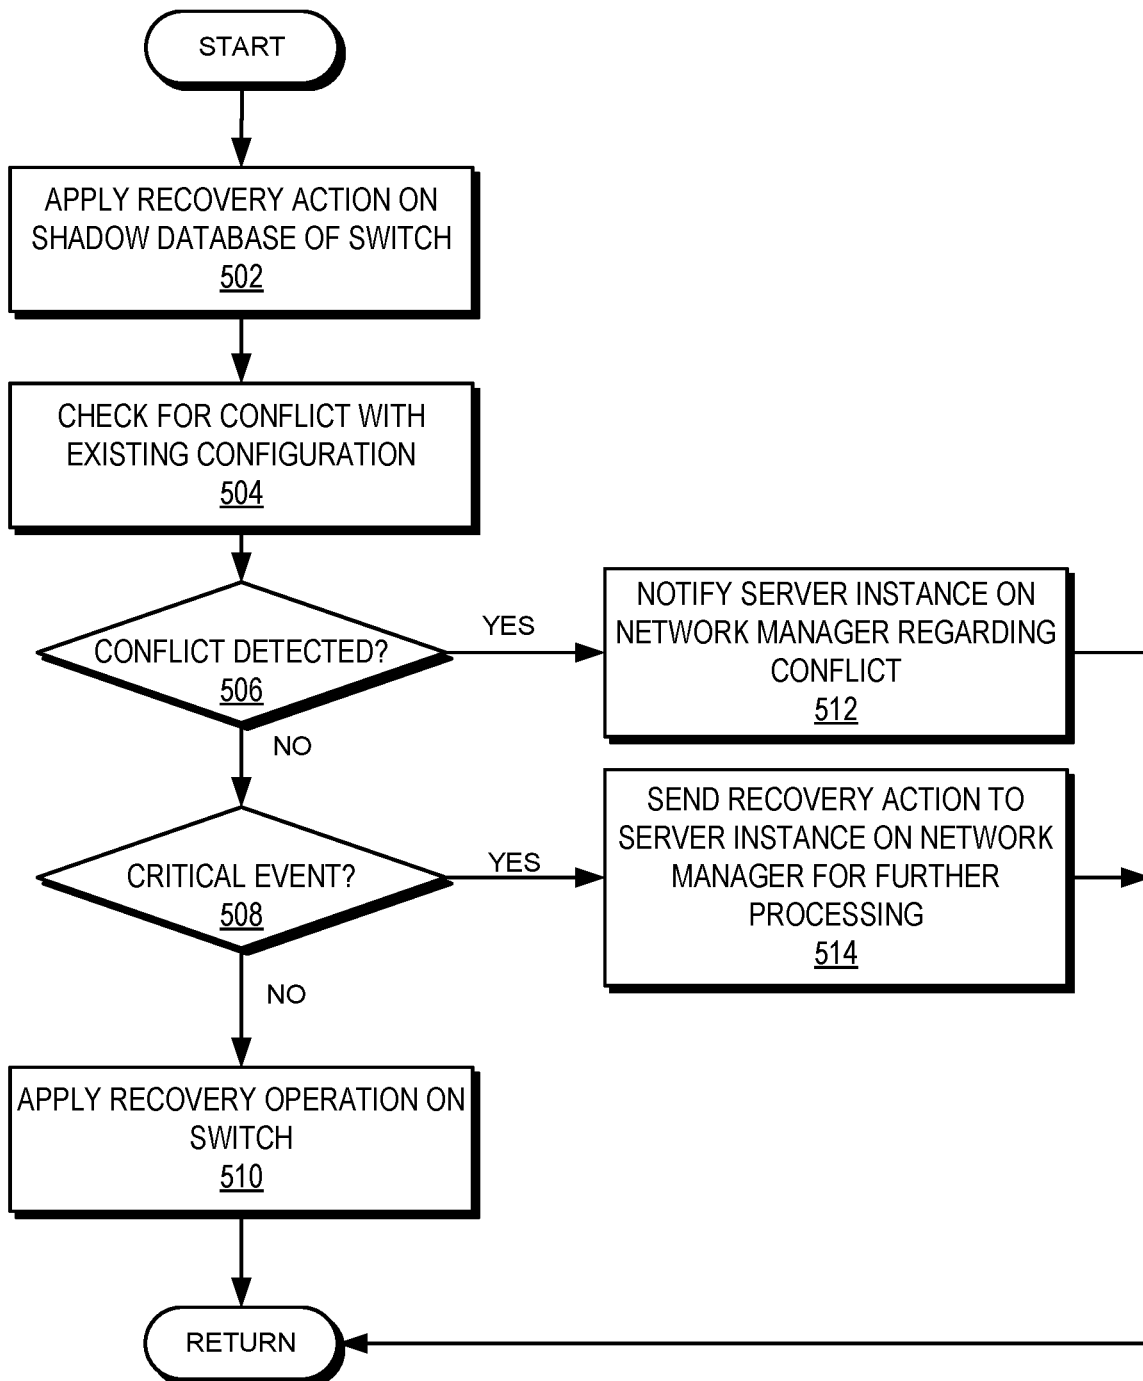 START
APPLY RECOVERY ACTION ON
SHADOW DATABASE OF SWITCH
502
CHECK FOR CONFLICT WITH
EXISTING CONFIGURATION
504
CONFLICT DETECTED?
506
YES
NOTIFY SERVER INSTANCE ON
NETWORK MANAGER REGARDING
CONFLICT
512
NO
CRITICAL EVENT?
508
YES
SEND RECOVERY ACTION TO
SERVER INSTANCE ON NETWORK
MANAGER FOR FURTHER
PROCESSING
514
NO
APPLY RECOVERY OPERATION ON
SWITCH
510
RETURN